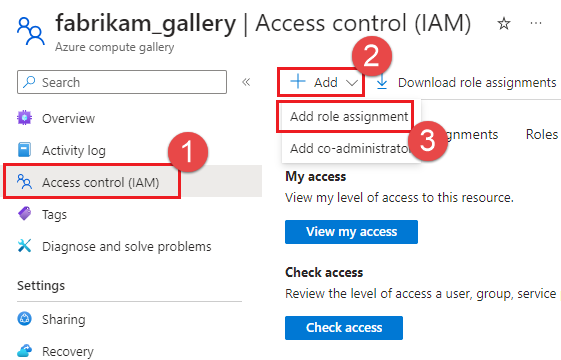 fabrikam_gallery | Access control (IAM)
Azure compute gallery
Search
Overview
Activity log
Access control (IAM)
Tags
Diagnose and solve problems
Settings
Sharing
Recovery
1
2
Add
Download role assignments
Add role assignment
3
Add co-administrator
Roles
My access
View my level of access to this resource.
View my access
Check access
Review the level of access a user, group, service
Check access